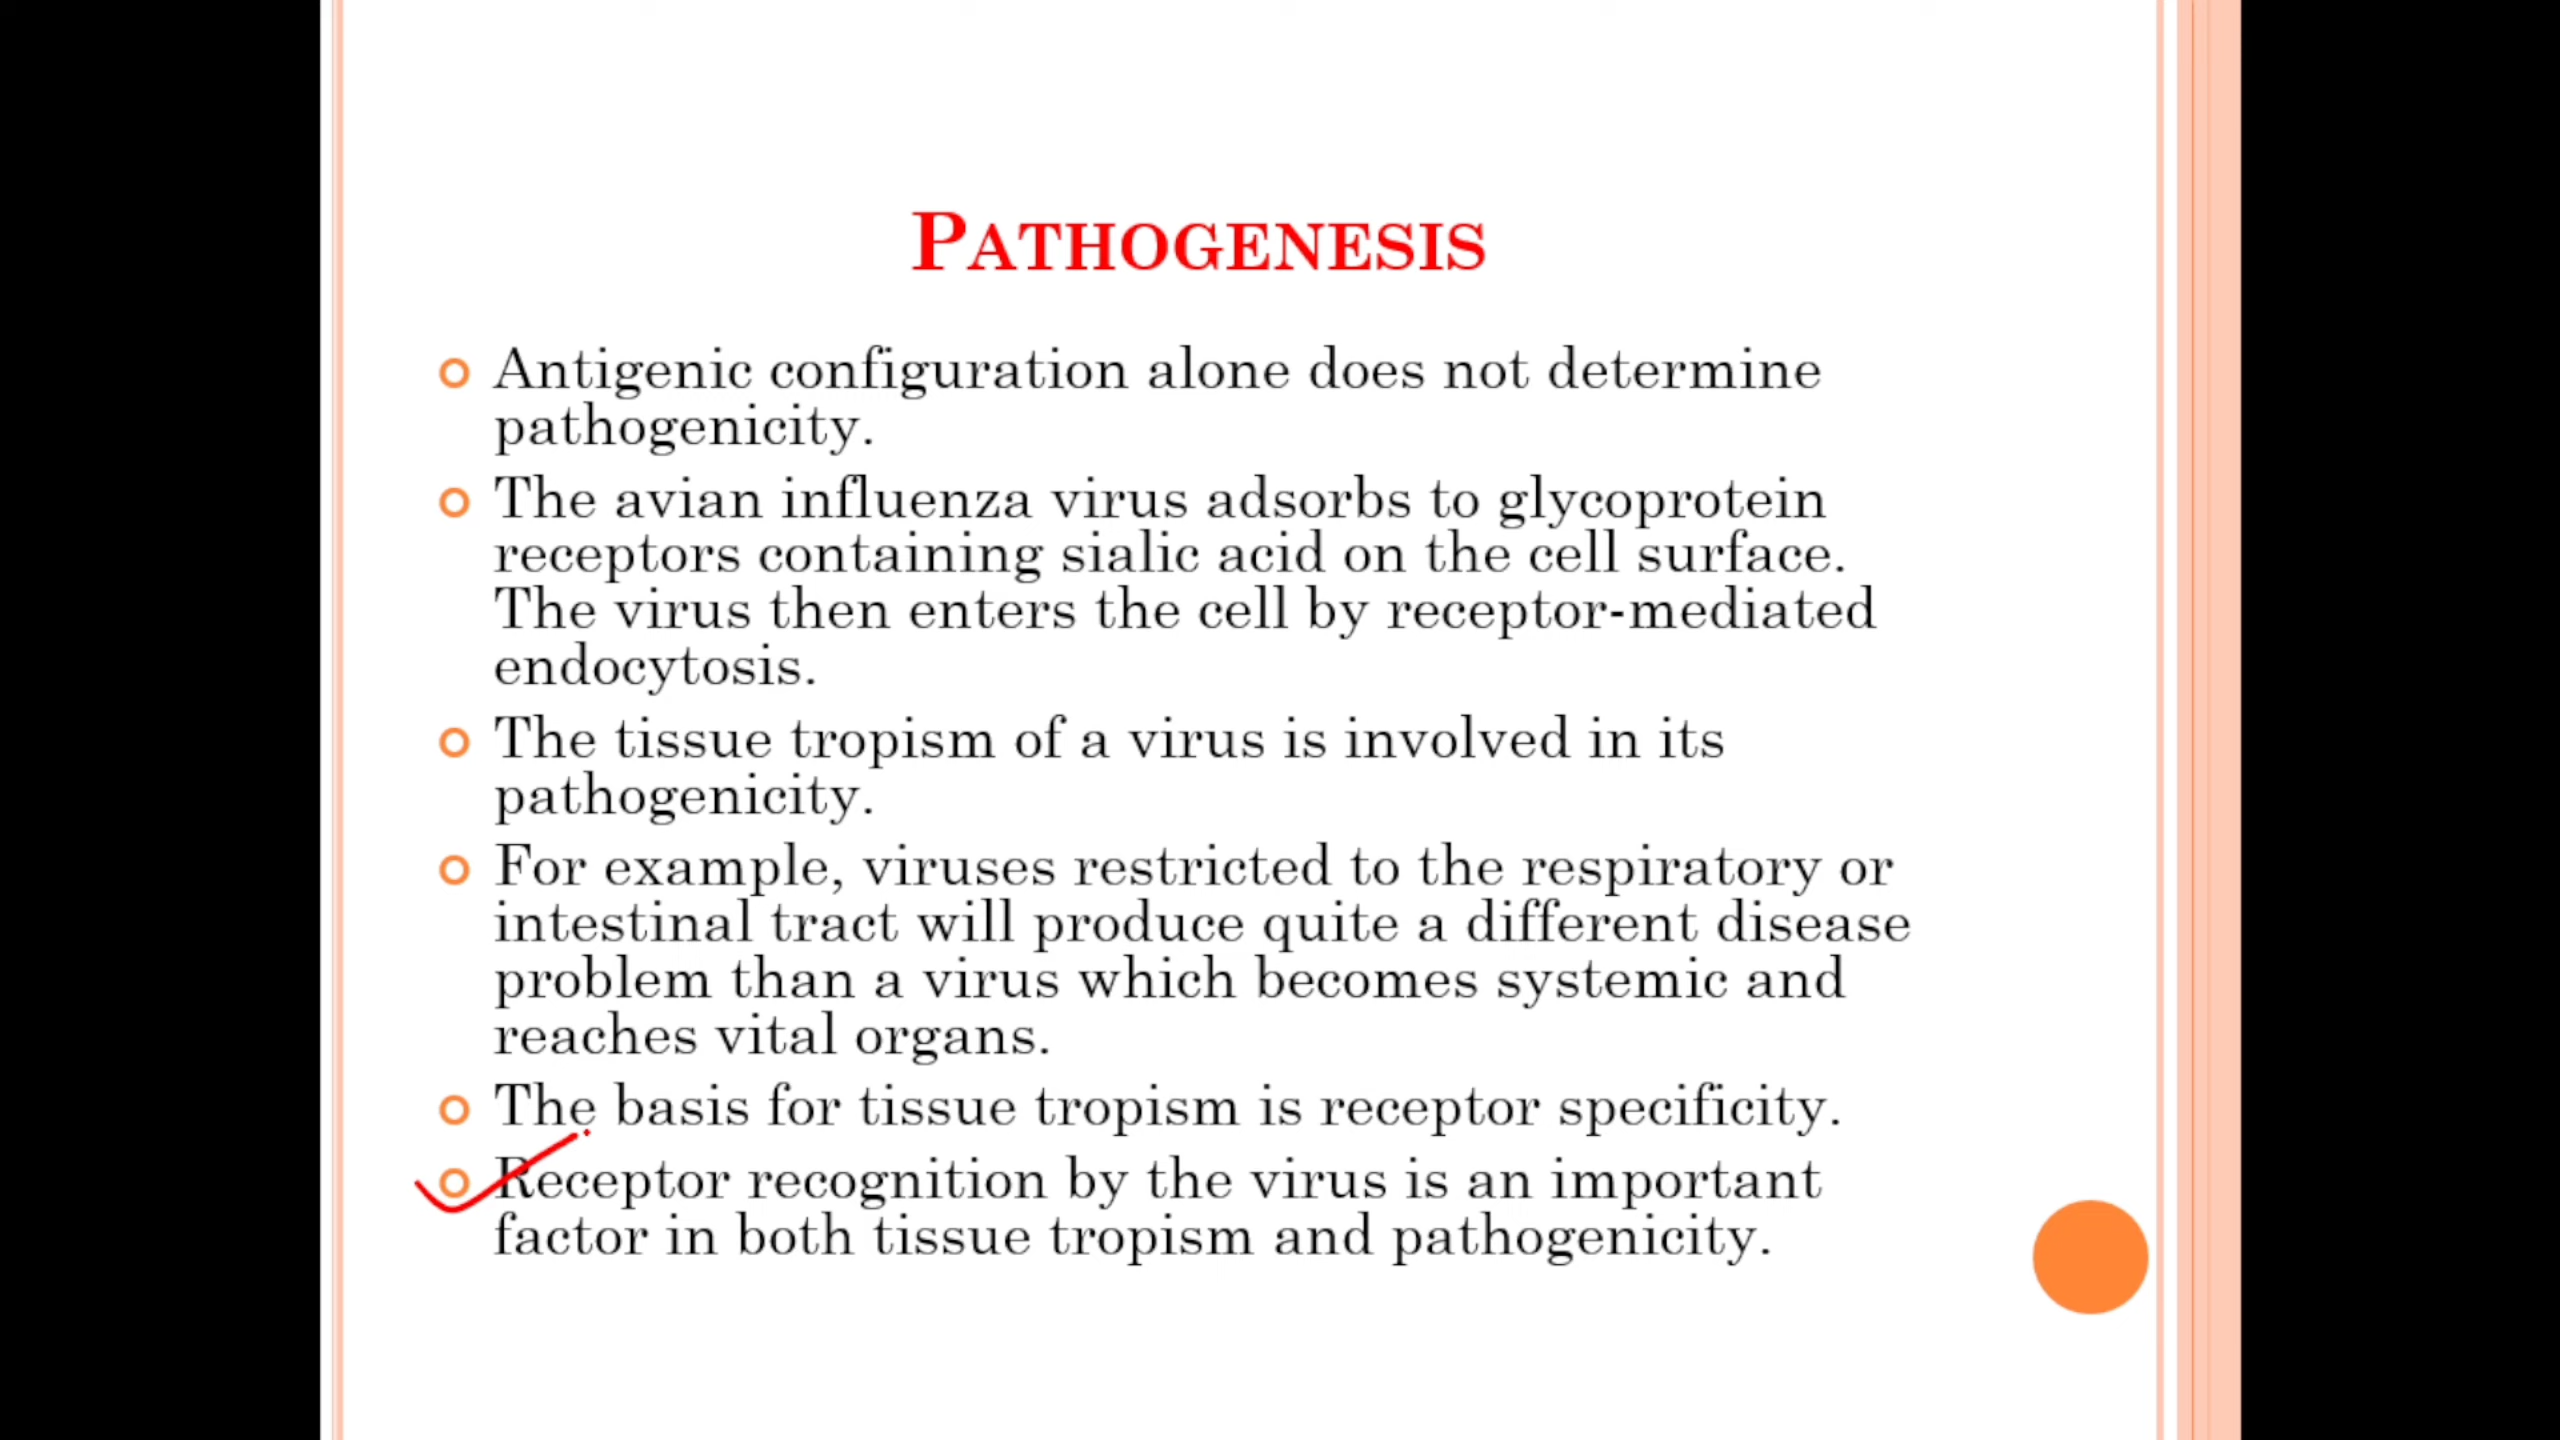 PATHOGENESIS
Antigenic configuration alone does not determine
pathogenicity.
The avian influenza virus adsorbs to glycoprotein
receptors containing sialic acid on the cell surface.
The virus then enters the cell by receptor-mediated
endocytosis.
The tissue tropism of a virus is involved in its
pathogenicity.
For example, viruses restricted to the respiratory or
intestinal tract will produce quite a different disease
problem than a virus which becomes systemic and
reaches vital organs.
The basis for tissue tropism is receptor specificity.
Receptor recognition by the virus is an important
factor in both tissue tropism and pathogenicity.